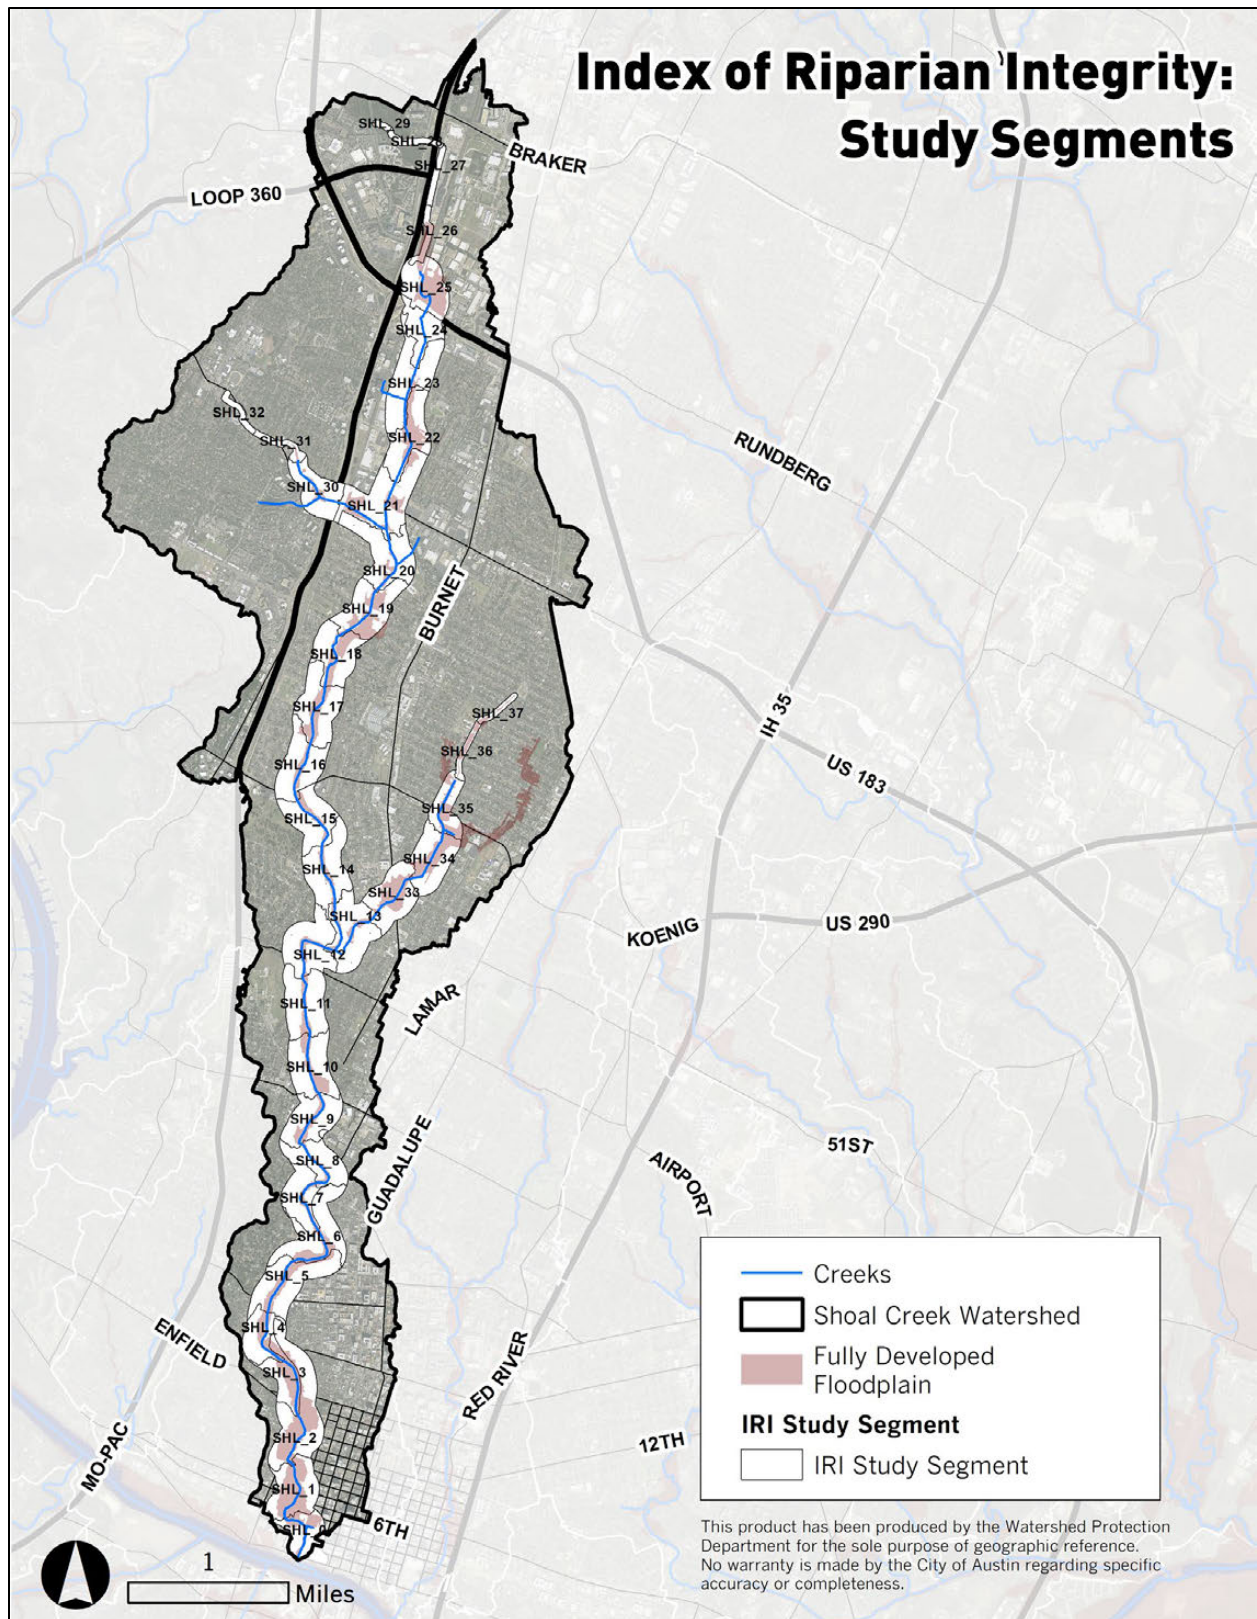 Index of Riparian Integrity:
Study Segments
SHL_29
SHL_28
SHL_27
BRAKER
LOOP 360
SHL_26
SHL_25
SHL_24
SHL_23
SHL_32
SHL_22
SHL_31
RUNDBERG
SHL_30
SHL_21
SHL_20
BURNET
SHL_19
SHL_18
SHL_17
SHL_37
IH 35
SHL_36
SHL_16
US 183
SHL_35
SHL_15
SHL_34
SHL_14
SHL_33
SHL_13
KOENIG
US 290
SHL_12
SHL_11
LAMAR
SHL_10
SHL_9
51ST
SHL_8
GUADALUPE
AIRPORT
SHL_7
SHL_6
SHL_5
SHL_4
ENFIELD
SHL_3
RED RIVER
SHL_2
12TH
MO-PAC
SHL_1
6TH
SHL_0
Creeks
Shoal Creek Watershed
Fully Developed
Floodplain
IRI Study Segment
IRI Study Segment
This product has been produced by the Watershed Protection
Department for the sole purpose of geographic reference.
No warranty is made by the City of Austin regarding specific
accuracy or completeness.
1
Miles